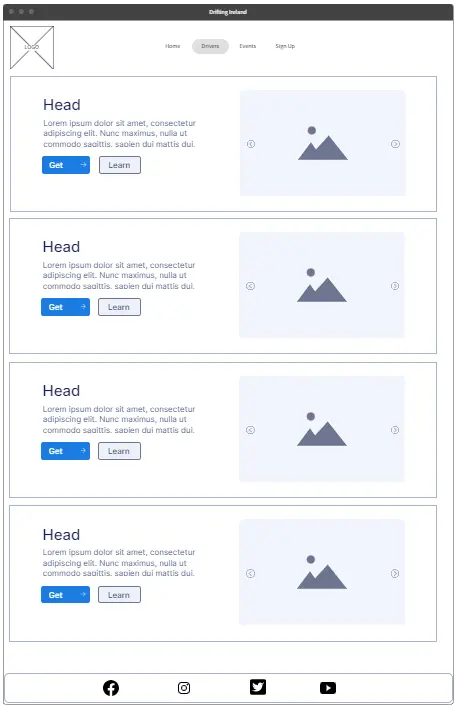 Drifting Ireland
LOGO
Home Drivers Events Sign Up
Head
Lorem ipsum dolor sit amet, consectetur
adipiscing elit. Nunc maximus, nulla ut
commodo sagittis, sapien dui mattis dui,
Get → Learn
Head
Lorem ipsum dolor sit amet, consectetur
adipiscing elit. Nunc maximus, nulla ut
commodo sagittis, sapien dui mattis dui,
Get → Learn
Head
Lorem ipsum dolor sit amet, consectetur
adipiscing elit. Nunc maximus, nulla ut
commodo sagittis, sapien dui mattis dui,
Get → Learn
Head
Lorem ipsum dolor sit amet, consectetur
adipiscing elit. Nunc maximus, nulla ut
commodo sagittis, sapien dui mattis dui,
Get → Learn